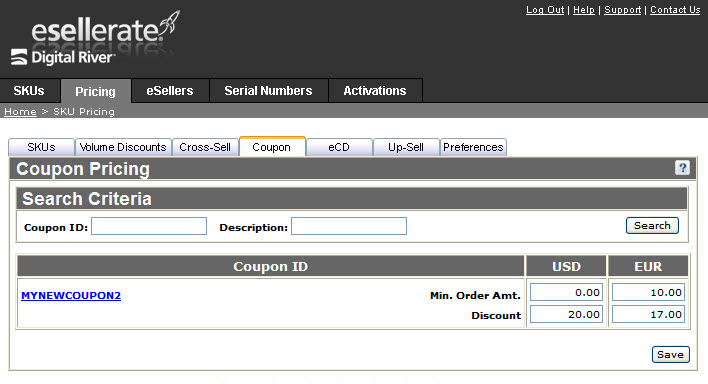 Log Out | Help | Support | Contact Us
esellerate.
Digital River
SKUs Pricing eSellers Serial Numbers Activations
Home > SKU Pricing
SKUs Volume Discounts Cross-Sell Coupon eCD Up-Sell Preferences
Coupon Pricing ?
Search Criteria
Coupon ID: Description: Search
Coupon ID USD EUR
MYNEWCOUPON2 Min. Order Amt. 0.00 10.00
Discount 20.00 17.00
Save